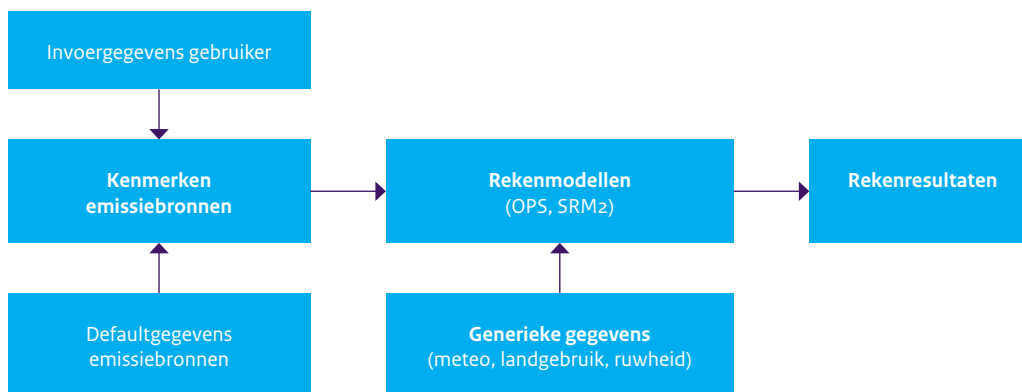 Invoergegevens gebruiker
Kenmerken
emissiebronnen
Rekenmodellen
(OPS, SRM2)
Rekenresultaten
Defaultgegevens
emissiebronnen
Generieke gegevens
(meteo, landgebruik, ruwheid)